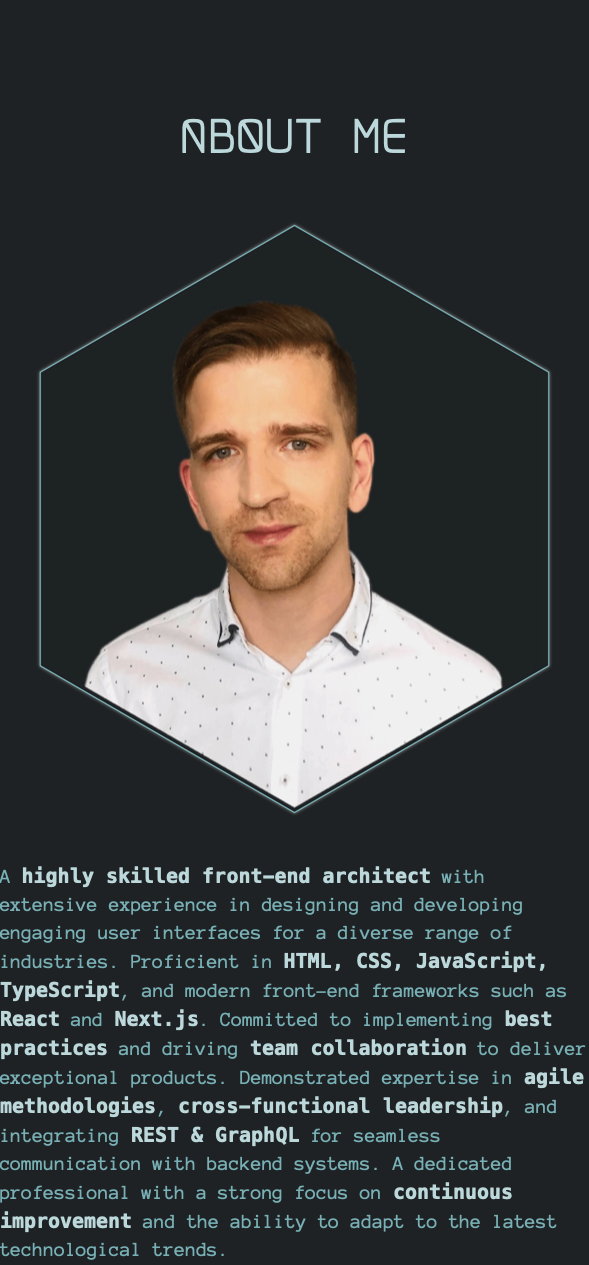 ABOUT ME
A highly skilled front-end architect with
extensive experience in designing and developing
engaging user interfaces for a diverse range of
industries. Proficient in HTML, CSS, JavaScript,
TypeScript, and modern front-end frameworks such as
React and Next.js. Committed to implementing best
practices and driving team collaboration to deliver
exceptional products. Demonstrated expertise in agile
methodologies, cross-functional leadership, and
integrating REST & GraphQL for seamless
communication with backend systems. A dedicated
professional with a strong focus on continuous
improvement and the ability to adapt to the latest
technological trends.